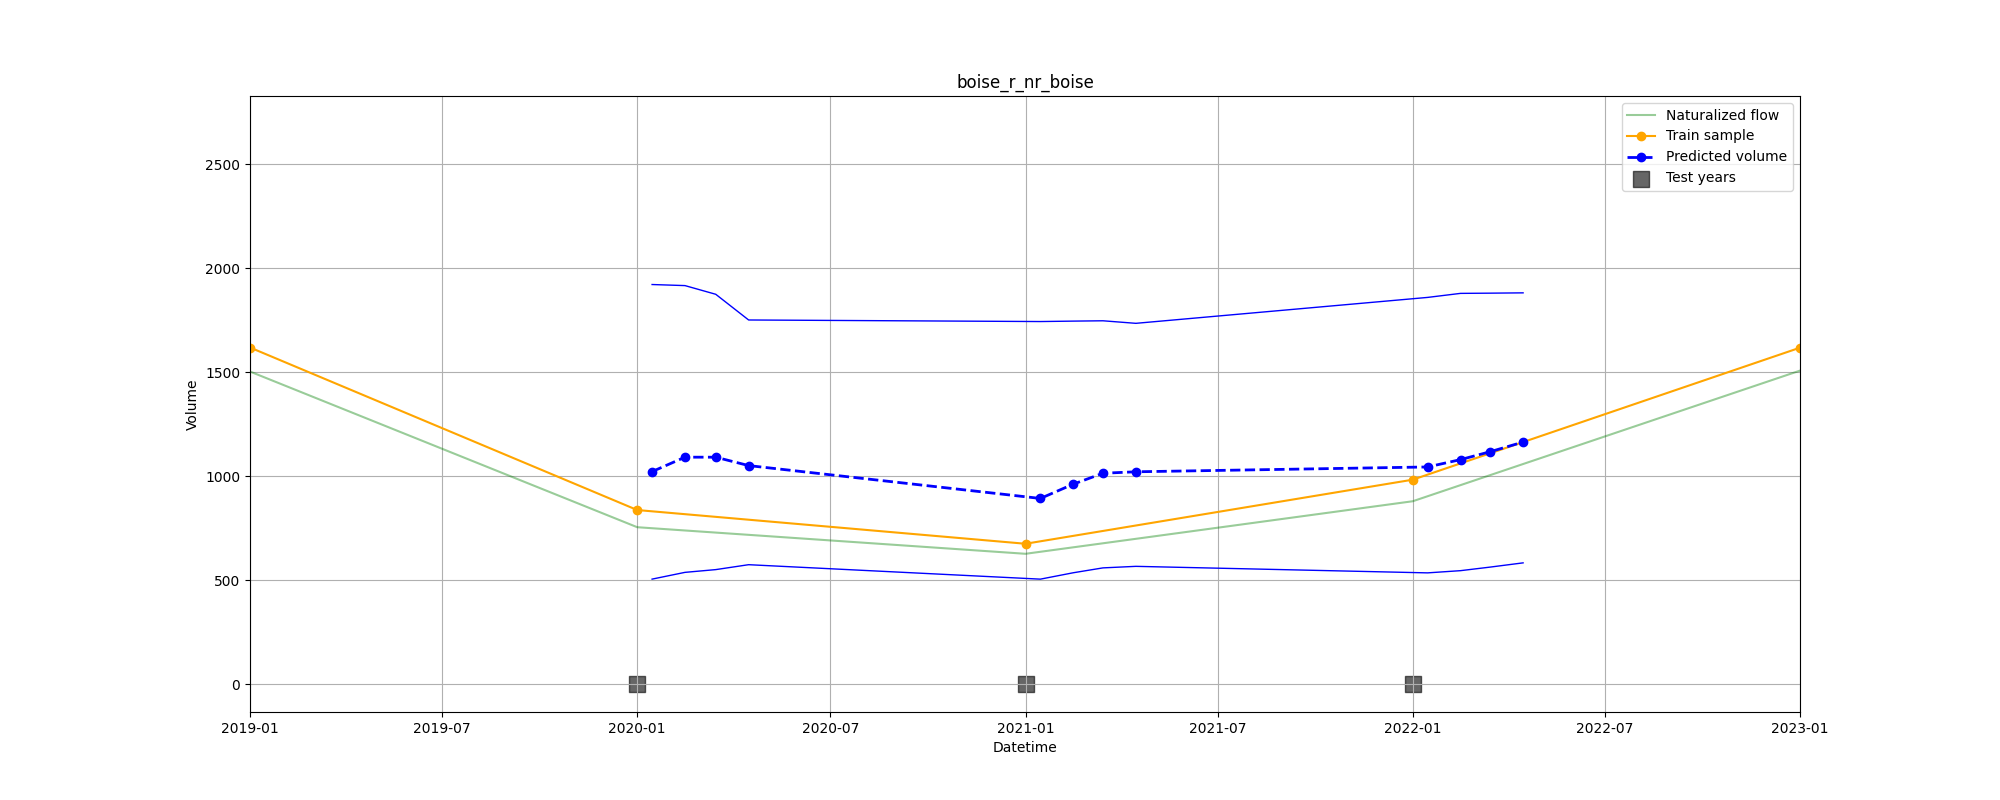 boise_r_nr_boise
Naturalized flow
Train sample
Predicted volume
Test years
2500
2000
1500
1000
500
0
Volume
2019-01 2019-07 2020-01 2020-07 2021-01 2021-07 2022-01 2022-07 2023-01
Datetime